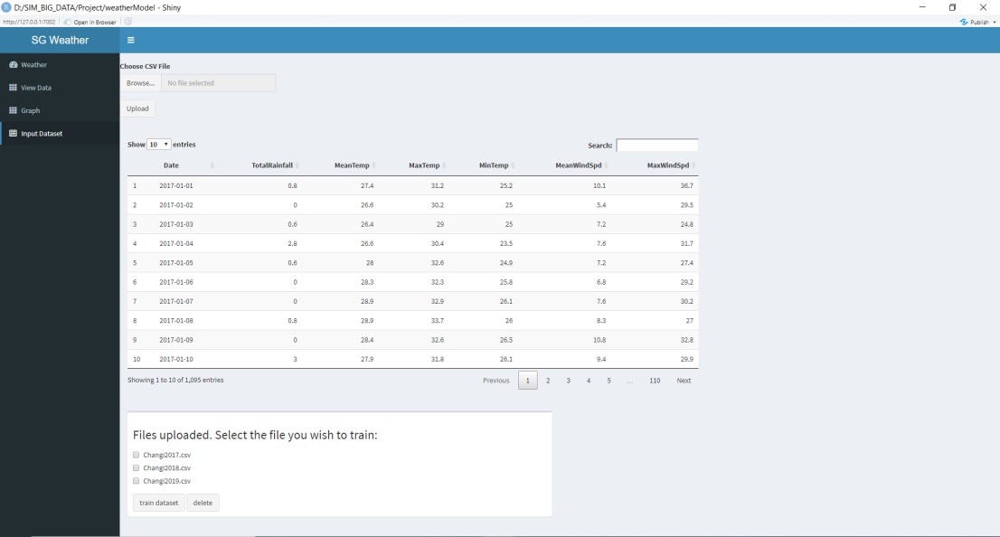 D:/SIM_BIG_DATA/Project/weatherModel - Shiny
http://127.0.0.1:7002 Open in Browser Publish
SG Weather
Weather
View Data
Graph
Input Dataset
Choose CSV File
Browse... No file selected
Upload
Show 10 entries Search:
Date TotalRainfall MeanTemp MaxTemp MinTemp MeanWindSpd MaxWindSpd
1 2017-01-01 0.8 27.4 31.2 25.2 10.1 36.7
2 2017-01-02 0 26.6 30.2 25 5.4 29.5
3 2017-01-03 0.6 26.4 29 25 7.2 24.8
4 2017-01-04 2.8 26.6 30.4 23.5 7.6 31.7
5 2017-01-05 0.6 28 32.6 24.9 7.2 27.4
6 2017-01-06 0 28.3 32.3 25.8 6.8 29.2
7 2017-01-07 0 28.9 32.9 26.1 7.6 30.2
8 2017-01-08 0.8 28.9 33.7 26 8.3 27
9 2017-01-09 0 28.4 32.6 26.5 10.8 32.8
10 2017-01-10 3 27.9 31.8 26.1 9.4 29.9
Showing 1 to 10 of 1,095 entries Previous 1 2 3 4 5 ... 110 Next
Files uploaded. Select the file you wish to train:
Changi2017.csv
Changi2018.csv
Changi2019.csv
train dataset delete